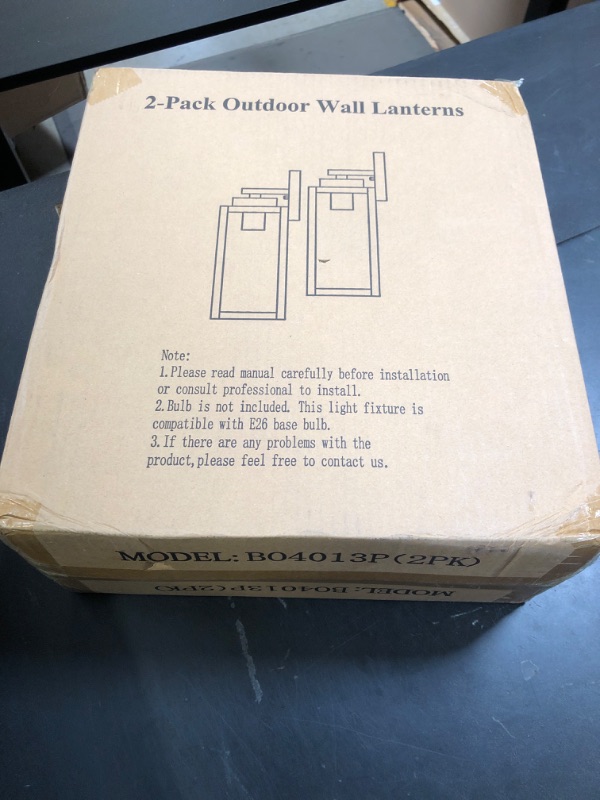 2-Pack Outdoor Wall Lanterns
Note:
1.Please read manual carefully before installation
or consult professional to install.
2.Bulb is not included. This light fixture is
compatible with E26 base bulb.
3.If there are any problems with the
product,please feel free to contact us.
MODEL: BO4013P(2PK)
MODEL: BO4013P(2PK)